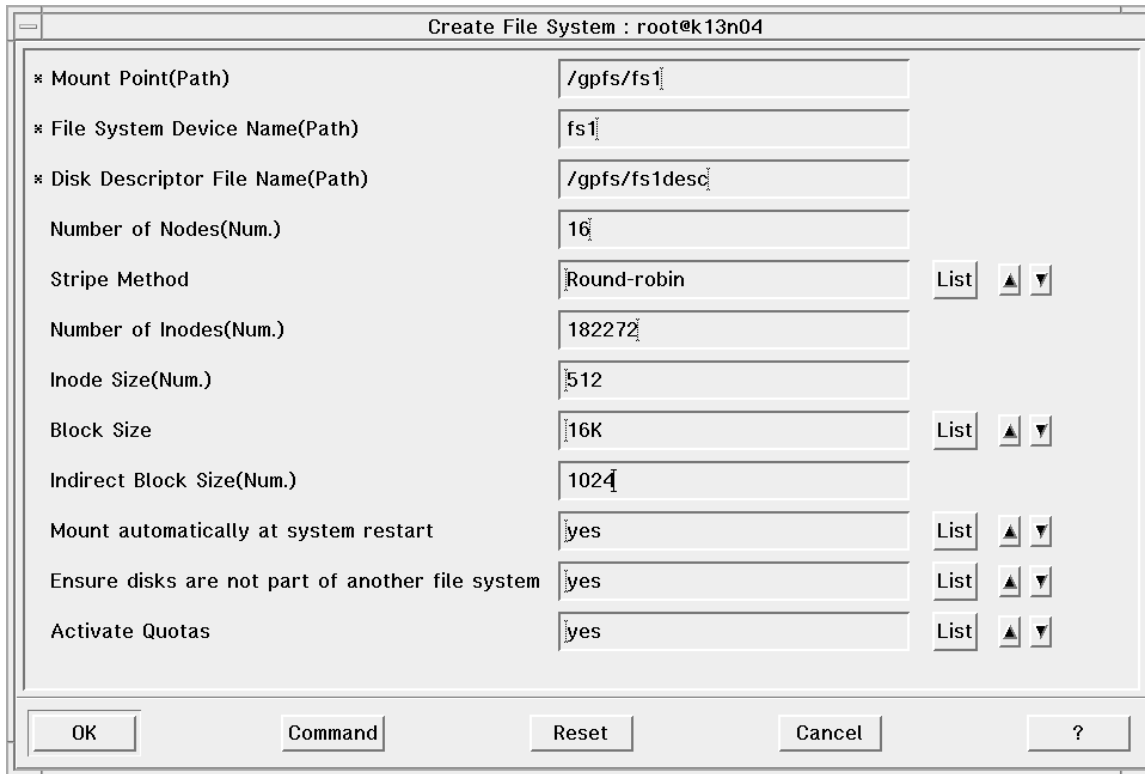 Create File System : root@k13n04
* Mount Point(Path) /gpfs/fs1
* File System Device Name(Path) fs1
* Disk Descriptor File Name(Path) /gpfs/fs1desc
Number of Nodes(Num.) 16
Stripe Method Round-robin List ▲ ▼
Number of Inodes(Num.) 182272
Inode Size(Num.) 512
Block Size 16K List ▲ ▼
Indirect Block Size(Num.) 1024
Mount automatically at system restart yes List ▲ ▼
Ensure disks are not part of another file system yes List ▲ ▼
Activate Quotas yes List ▲ ▼
OK Command Reset Cancel ?